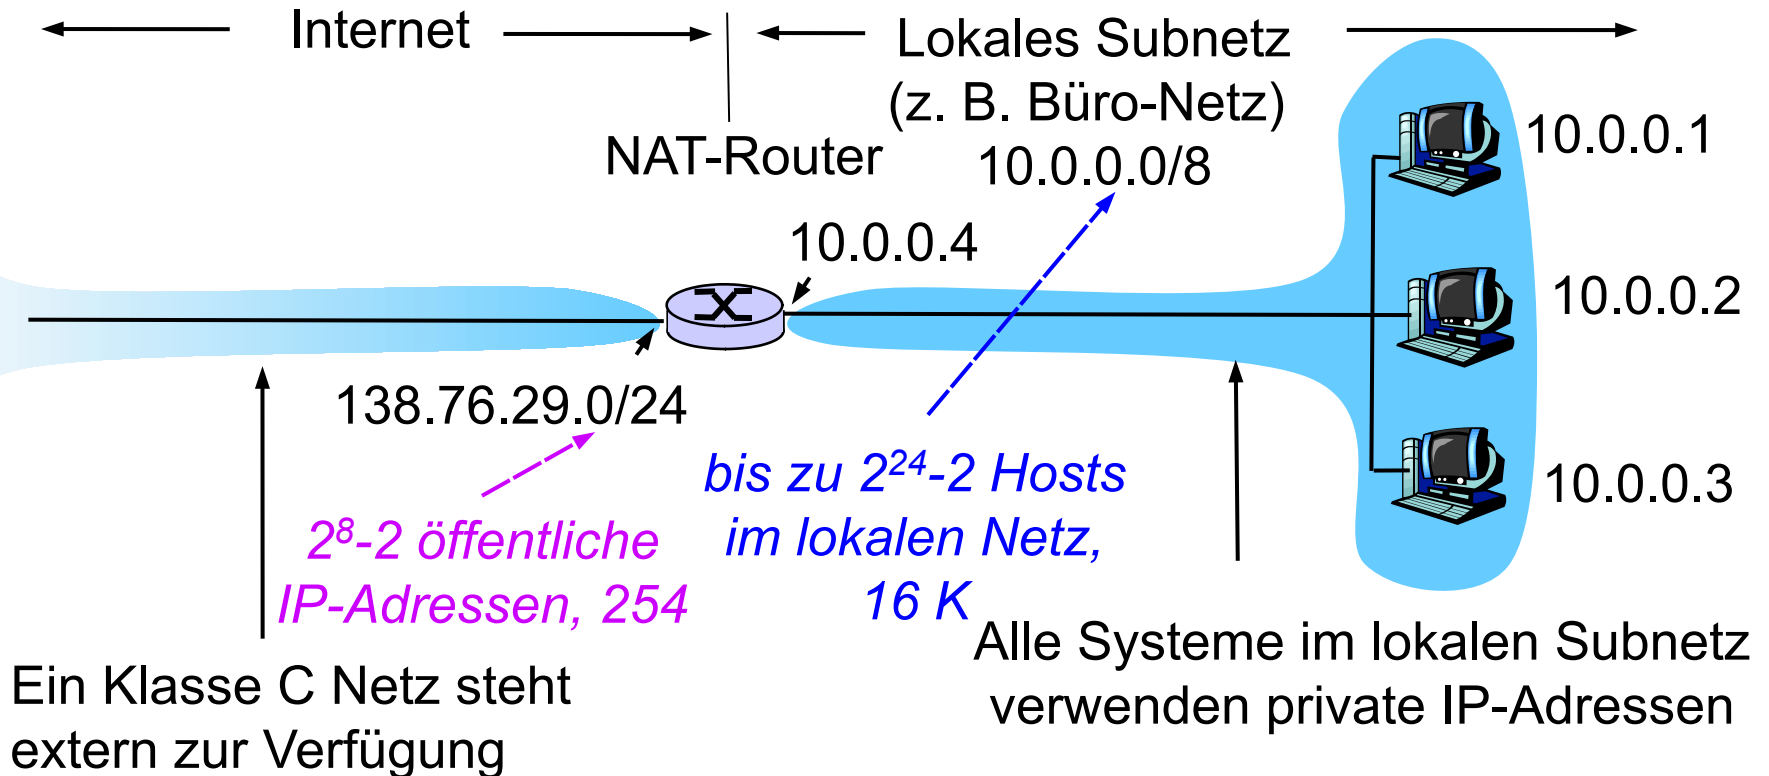 Internet
Lokales Subnetz
(z. B. Büro-Netz)
10.0.0.0/8
NAT-Router
10.0.0.1
10.0.0.4
10.0.0.2
138.76.29.0/24
bis zu 2²⁴-2 Hosts
im lokalen Netz,
16 K
10.0.0.3
2⁸-2 öffentliche
IP-Adressen, 254
Alle Systeme im lokalen Subnetz
verwenden private IP-Adressen
Ein Klasse C Netz steht
extern zur Verfügung